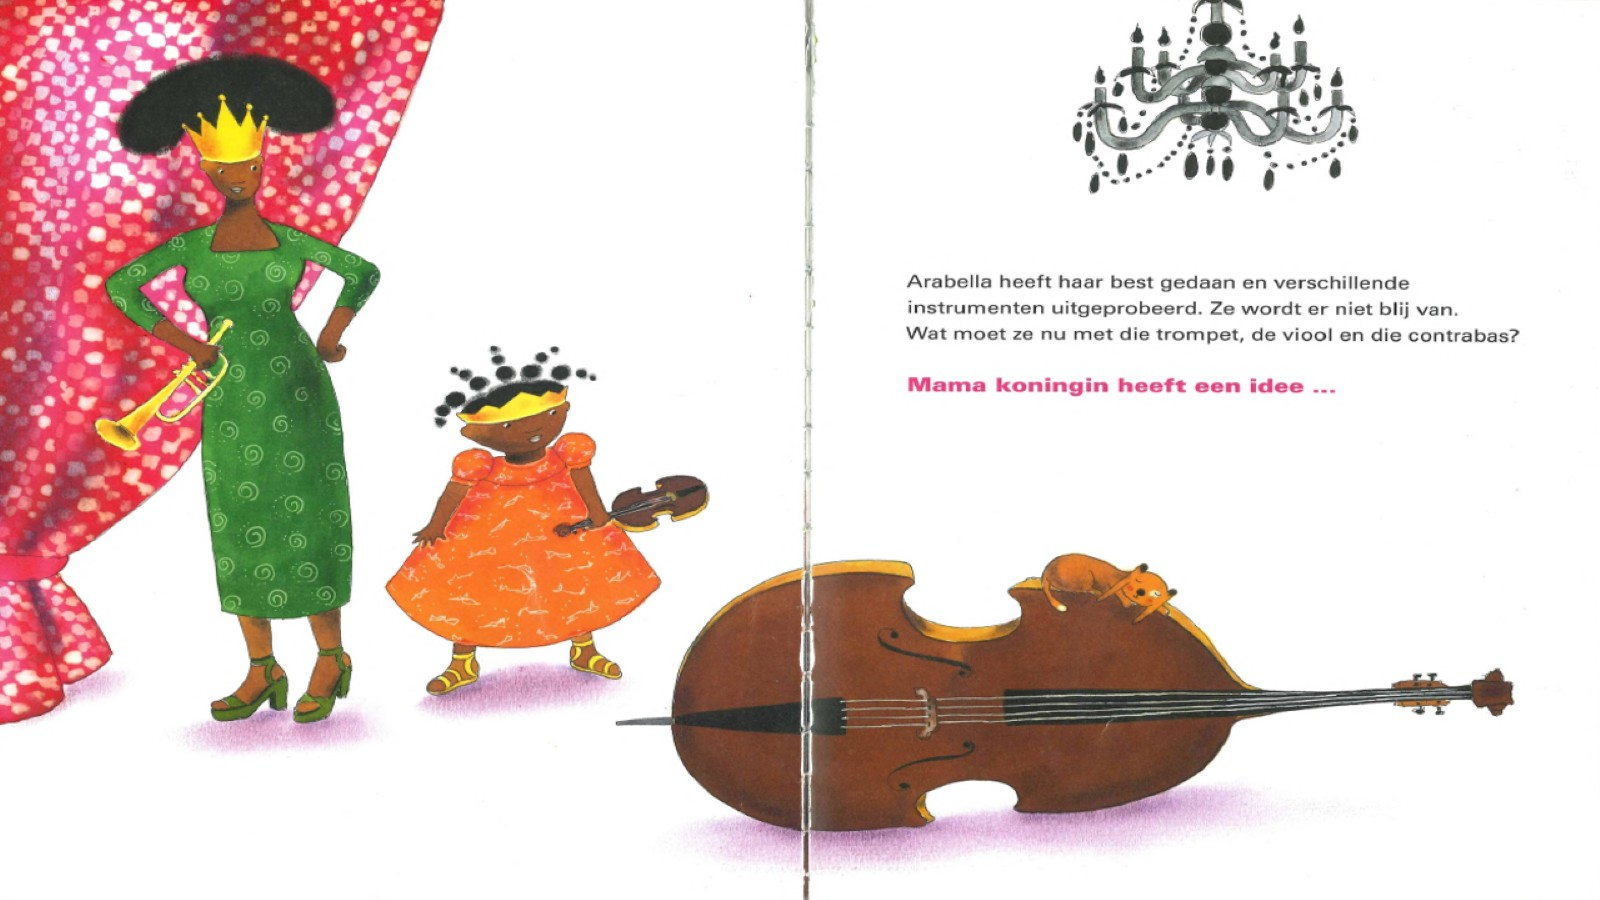 Arabella heeft haar best gedaan en verschillende
instrumenten uitgeprobeerd. Ze wordt er niet blij van.
Wat moet ze nu met die trompet, de viool en die contrabas?
Mama koningin heeft een idee ...